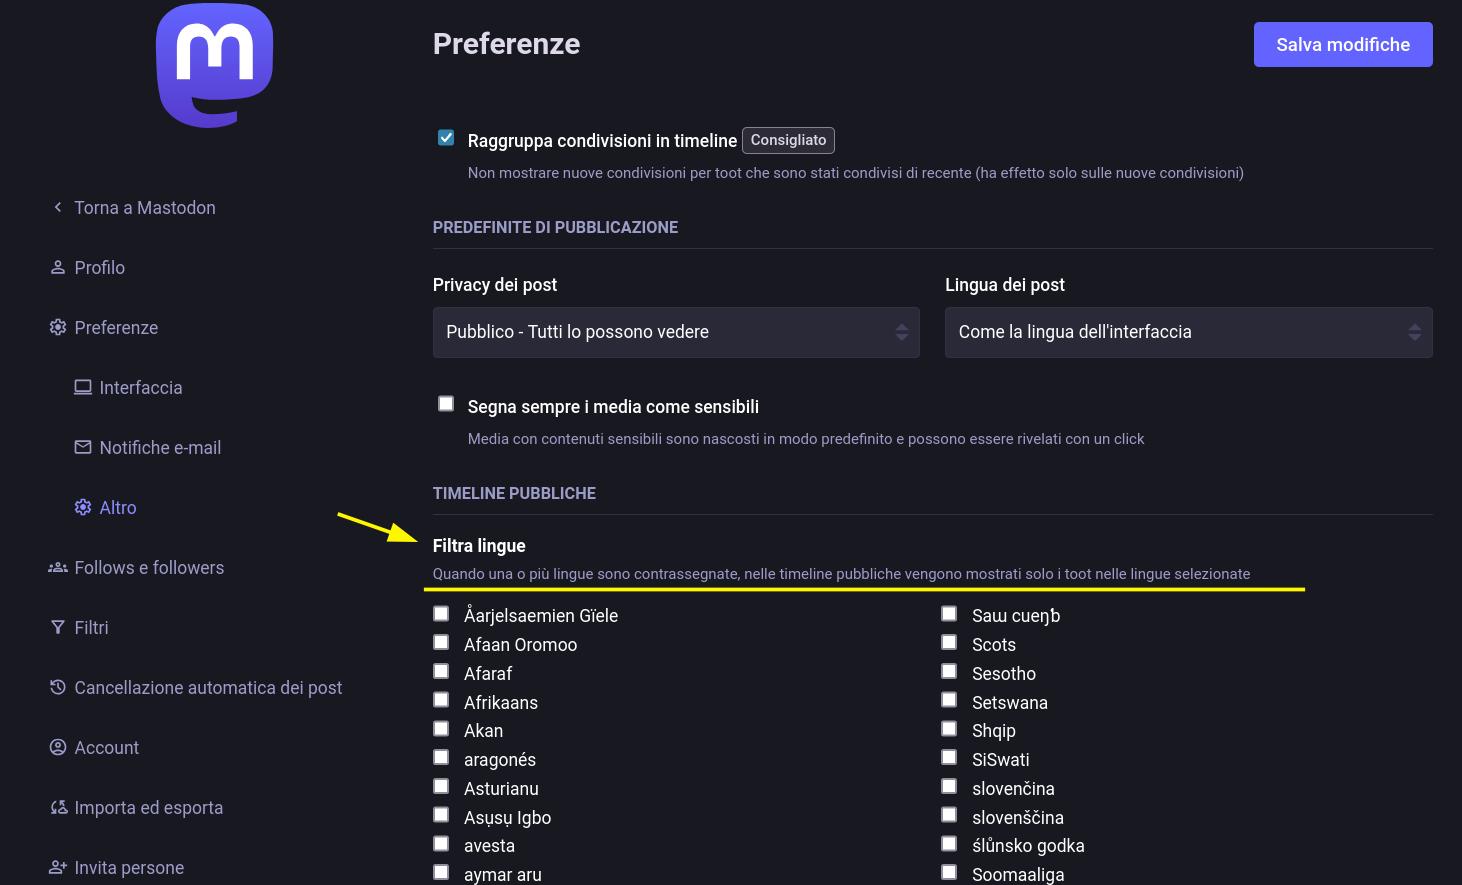 Preferenze
Salva modifiche
Raggruppa condivisioni in timeline Consigliato
Non mostrare nuove condivisioni per toot che sono stati condivisi di recente (ha effetto solo sulle nuove condivisioni)
Torna a Mastodon
Profilo
Preferenze
Interfaccia
Notifiche e-mail
Altro
Follows e followers
Filtri
Cancellazione automatica dei post
Account
Importa ed esporta
Invita persone
PREDEFINITE DI PUBBLICAZIONE
Privacy dei post
Pubblico - Tutti lo possono vedere
Lingua dei post
Come la lingua dell'interfaccia
Segna sempre i media come sensibili
Media con contenuti sensibili sono nascosti in modo predefinito e possono essere rivelati con un click
TIMELINE PUBBLICHE
Filtra lingue
Quando una o più lingue sono contrassegnate, nelle timeline pubbliche vengono mostrati solo i toot nelle lingue selezionate
Åarjelsaemien Gïele
Afaan Oromoo
Afaraf
Afrikaans
Akan
aragonés
Asturianu
Asụsụ Igbo
avesta
aymar aru
Saɯ cueŋƅ
Scots
Sesotho
Setswana
Shqip
SiSwati
slovenčina
slovenščina
ślůnsko godka
Soomaaliga